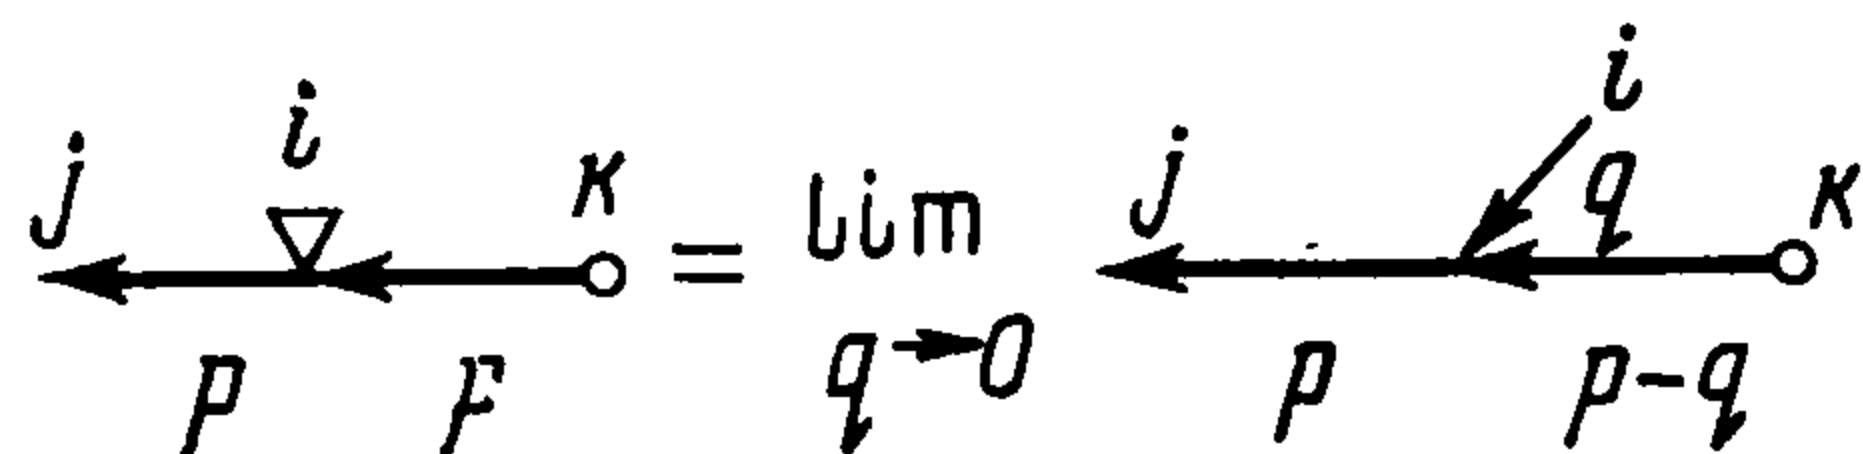 j i к = lim j i q к
p F q→0 p p-q